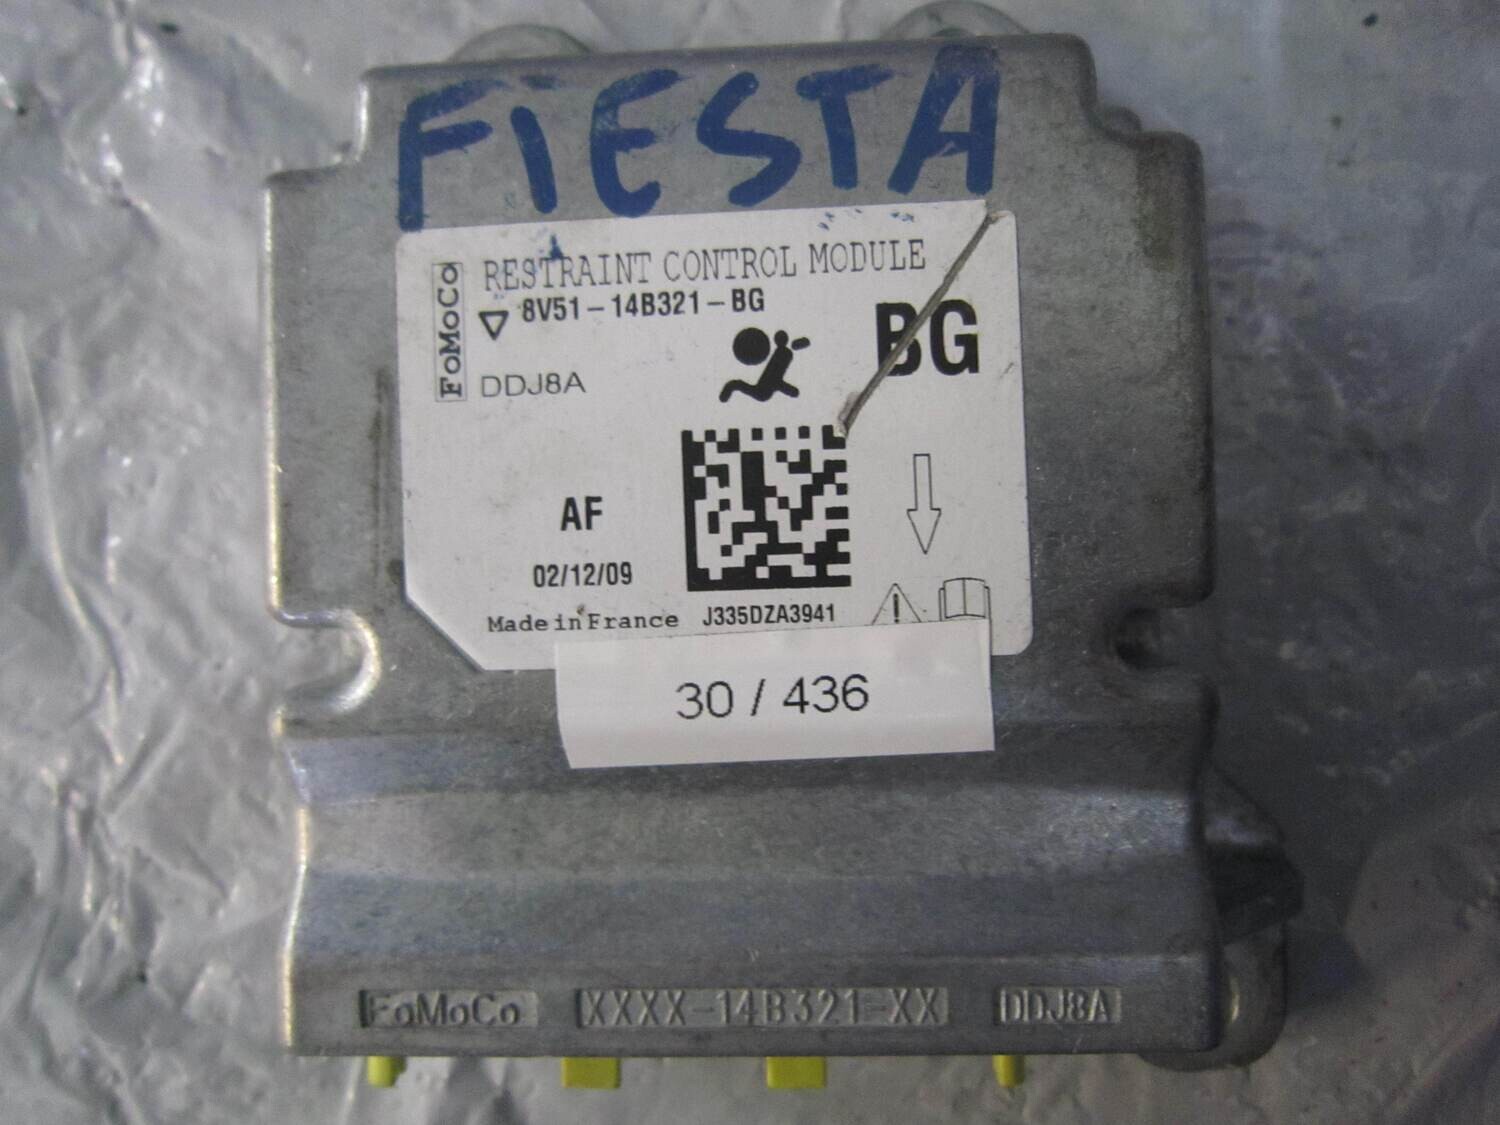 FiESTA
FoMoCo
RESTRAINT CONTROL MODULE
8V51-14B321-BG
BG
DDJ8A
AF
02/12/09
Made in France J335DZA3941
30 / 436
FoMoCo XXXX-14B321-XX DDJ8A